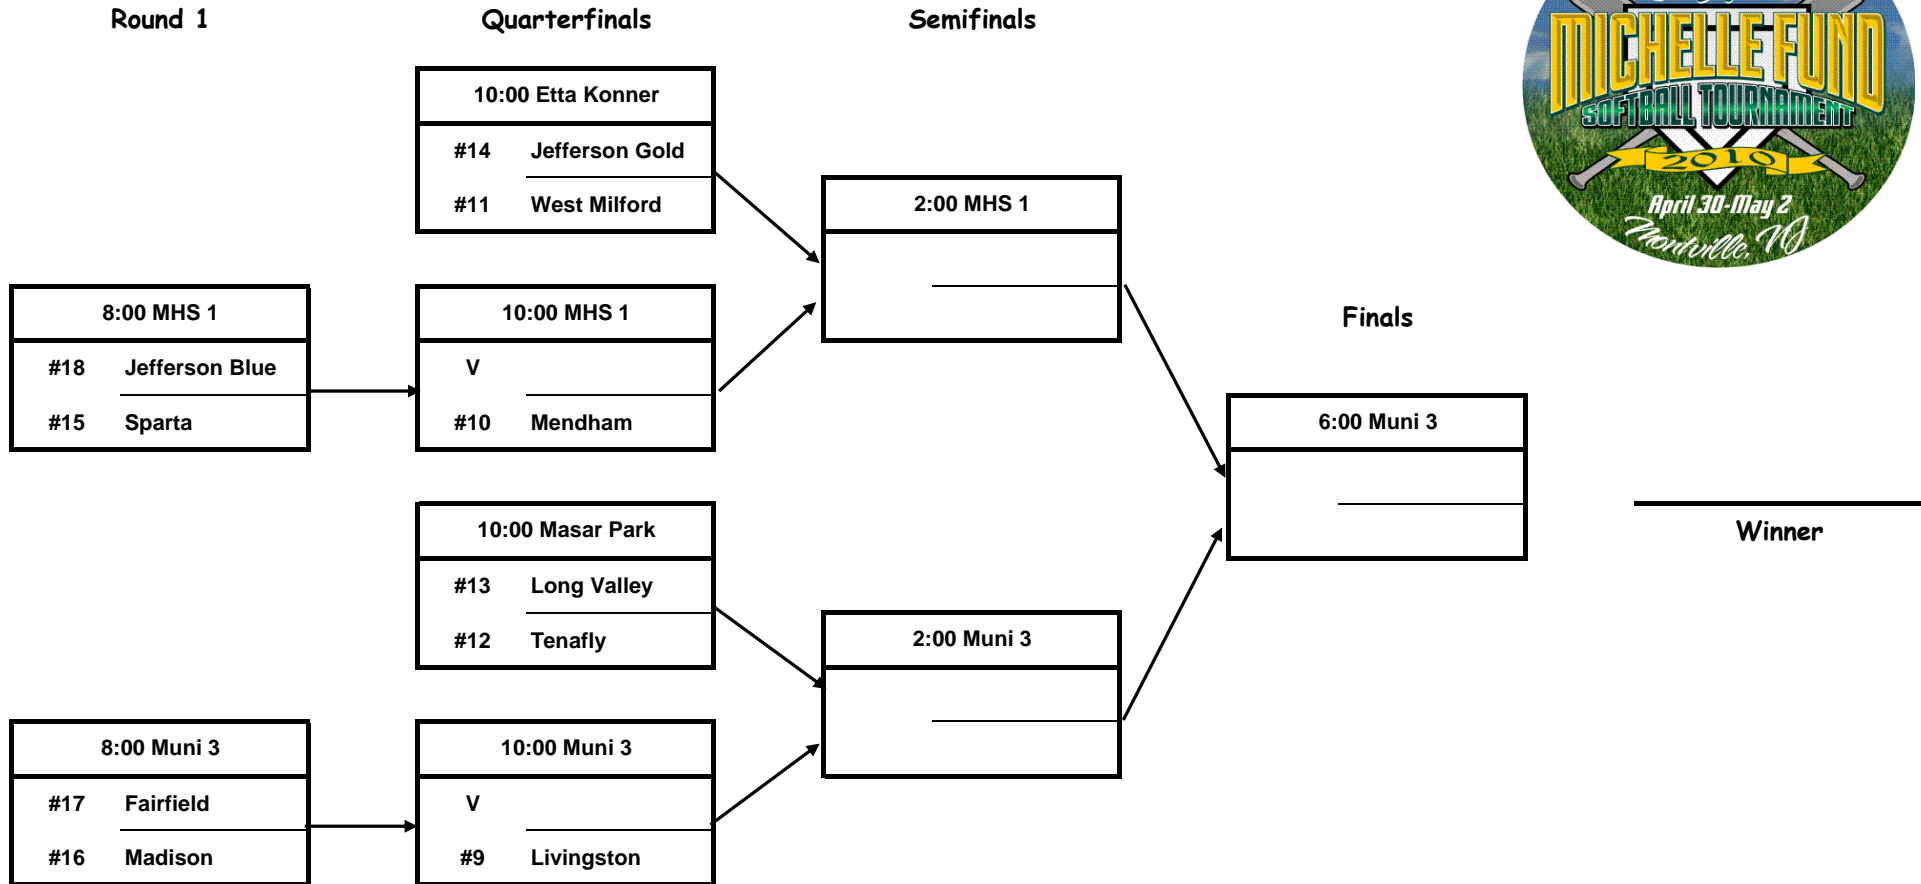 Round 1
Quarterfinals
Semifinals
MICHELLE FUND
SOFTBALL TOURNAMENT
2010
April 30-May 2
Montville, NJ
10:00 Etta Konner
#14 Jefferson Gold
#11 West Milford
2:00 MHS 1
8:00 MHS 1
#18 Jefferson Blue
#15 Sparta
10:00 MHS 1
V
#10 Mendham
Finals
6:00 Muni 3
Winner
10:00 Masar Park
#13 Long Valley
#12 Tenafly
2:00 Muni 3
8:00 Muni 3
#17 Fairfield
#16 Madison
10:00 Muni 3
V
#9 Livingston